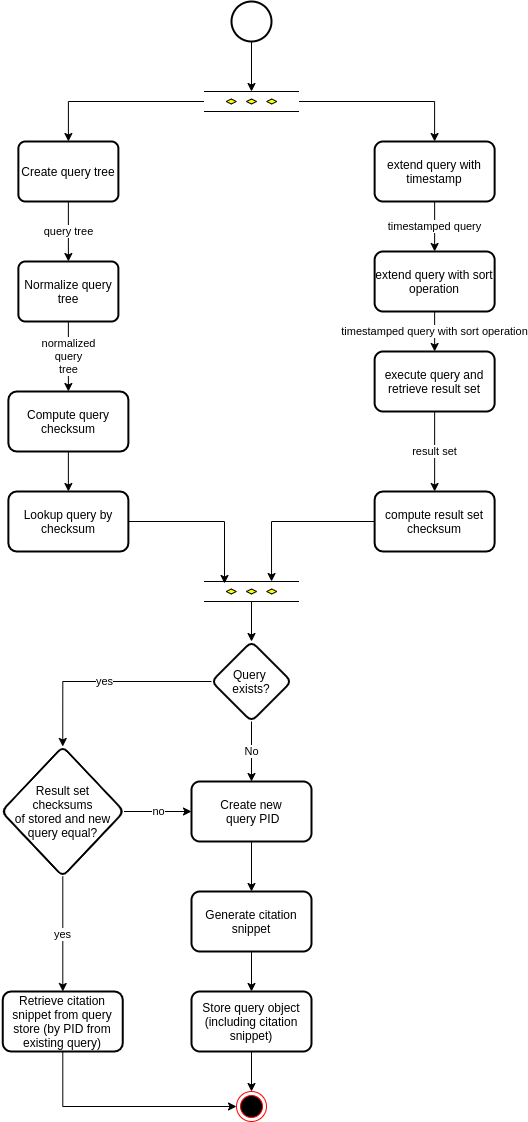 Create query tree
extend query with
timestamp
query tree
timestamped query
Normalize query
tree
extend query with sort
operation
normalized
query
tree
timestamped query with sort operation
execute query and
retrieve result set
Compute query
checksum
result set
Lookup query by
checksum
compute result set
checksum
Query
exists?
yes
No
Result set
checksums
of stored and new
query equal?
no
Create new
query PID
Generate citation
snippet
yes
Retrieve citation
snippet from query
store (by PID from
existing query)
Store query object
(including citation
snippet)